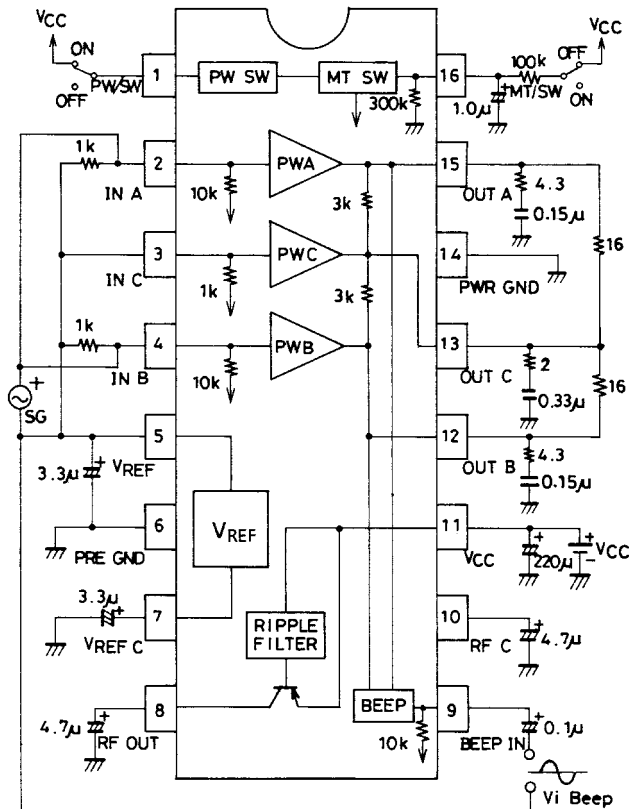 VCC
ON
OFF
PW/SW
1
PW SW
MT SW
300k
16
100k
MT/SW
1.0μ
+
VCC
OFF
ON
1k
2
IN A
10k
PWA
3k
15
OUT A
4.3
0.15μ
16
3
IN C
1k
PWC
3k
14
PWR GND
1k
4
IN B
10k
PWB
13
OUT C
2
0.33μ
16
+
SG
5
VREF
3.3μ
+
12
OUT B
4.3
0.15μ
6
PRE GND
VREF
11
VCC
+
220μ
+
-
VCC
3.3μ
+
7
VREF C
RIPPLE
FILTER
10
RF C
+
4.7μ
8
RF OUT
+
4.7μ
BEEP
10k
9
BEEP IN
+
0.1μ
Vi Beep